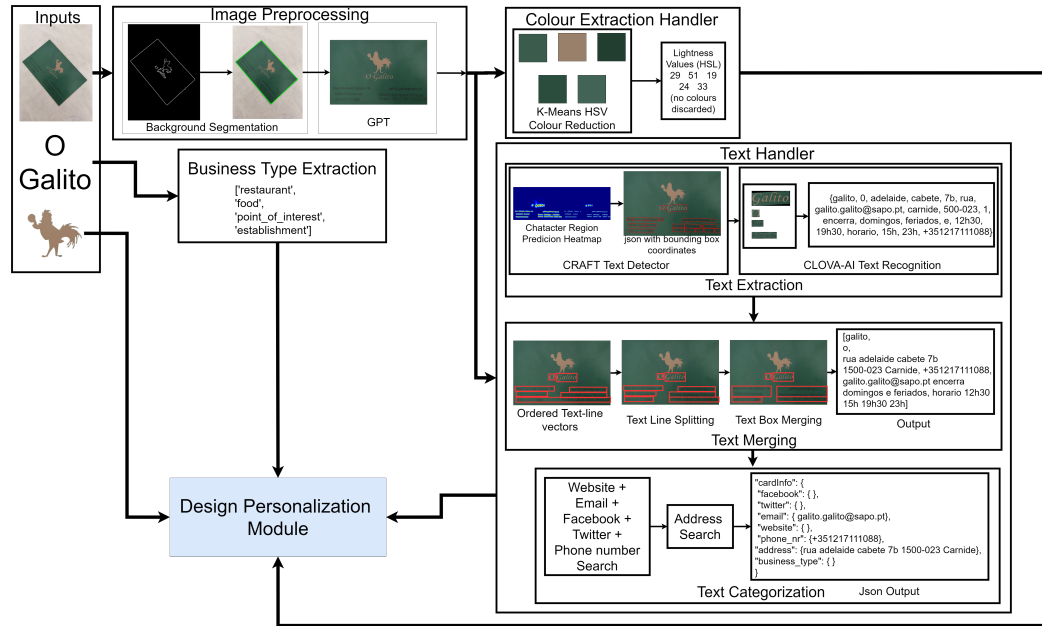 Inputs
O
Galito
Image Preprocessing
O Galito
Background Segmentation
GPT
Business Type Extraction
['restaurant',
'food',
'point_of_interest',
'establishment']
Design Personalization
Module
Colour Extraction Handler
K-Means HSV
Colour Reduction
Lightness
Values (HSL)
29 51 19
24 33
(no colours
discarded)
Text Handler
Chatacter Region
Predicion Heatmap
json with bounding box
coordinates
CRAFT Text Detector
Galito
{galito, 0, adelaide, cabete, 7b, rua,
galito.galito@sapo.pt, carnide, 500-023, 1,
encerra, domingos, feriados, e, 12h30,
19h30, horario, 15h, 23h, +351217111088}
CLOVA-AI Text Recognition
Text Extraction
Ordered Text-line
vectors
Text Line Splitting
Text Box Merging
[galito,
o,
rua adelaide cabete 7b
1500-023 Carnide, +351217111088,
galito.galito@sapo.pt encerra
domingos e feriados, horario 12h30
15h 19h30 23h]
Output
Text Merging
Website +
Email +
Facebook +
Twitter +
Phone number
Search
Address
Search
"cardInfo": {
"facebook": { },
"twitter": { },
"email": { galito.galito@sapo.pt},
"website": { },
"phone_nr": {+351217111088},
"address": {rua adelaide cabete 7b 1500-023 Carnide},
"business_type": { }
}
Json Output
Text Categorization